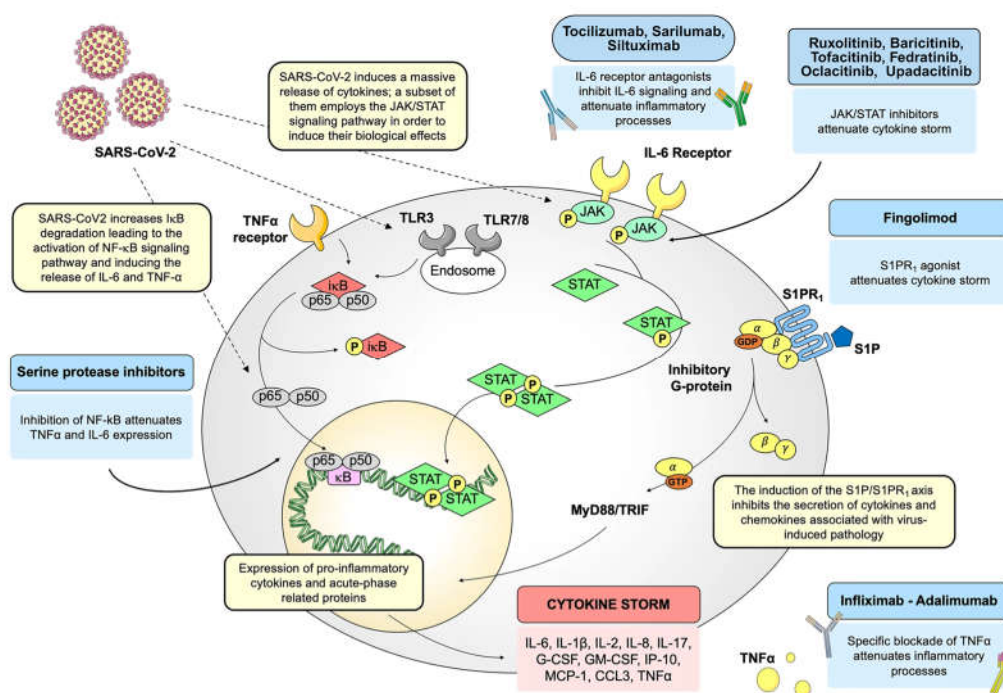 Tocilizumab, Sarilumab,
Siltuximab
IL-6 receptor antagonists
inhibit IL-6 signaling and
attenuate inflammatory
processes
Ruxolitinib, Baricitinib,
Tofacitinib, Fedratinib,
Oclacitinib, Upadacitinib
JAK/STAT inhibitors
attenuate cytokine storm
SARS-CoV-2 induces a massive
release of cytokines; a subset
of them employs the JAK/STAT
signaling pathway in order to
induce their biological effects
SARS-CoV-2
IL-6 Receptor
JAK
P
JAK
P
SARS-CoV2 increases IκB
degradation leading to the
activation of NF-κB signaling
pathway and inducing the
release of IL-6 and TNF-α
TNFα
receptor
TLR3
TLR7/8
Endosome
Fingolimod
S1PR1 agonist
attenuates cytokine storm
iκB
p65 p50
P iκB
STAT
STAT
P
S1PR1
α
GDP
β
γ
S1P
Inhibitory
G-protein
Serine protease inhibitors
Inhibition of NF-kB attenuates
TNFα and IL-6 expression
p65 p50
STAT P
P STAT
β γ
p65 p50
κB
STAT P
P STAT
α
GTP
MyD88/TRIF
The induction of the S1P/S1PR1 axis
inhibits the secretion of cytokines and
chemokines associated with virus-
induced pathology
Expression of pro-inflammatory
cytokines and acute-phase
related proteins
CYTOKINE STORM
IL-6, IL-1β, IL-2, IL-8, IL-17,
G-CSF, GM-CSF, IP-10,
MCP-1, CCL3, TNFα
Infliximab - Adalimumab
Specific blockade of TNFα
attenuates inflammatory
processes
TNFα